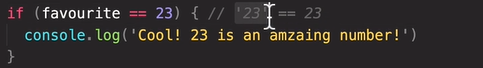 if (favourite == 23) { // '23' == 23
console.log('Cool! 23 is an amzaing number!')
}